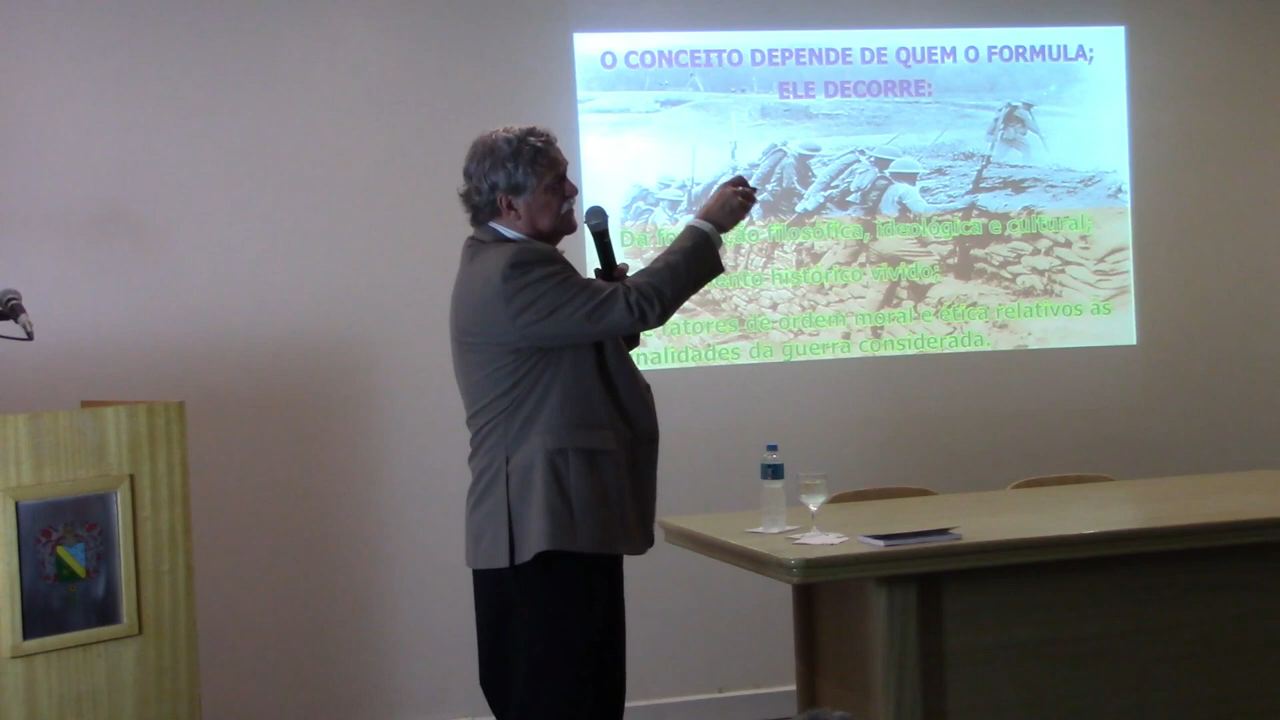 O CONCEITO DEPENDE DE QUEM O FORMULA;
ELE DECORRE:
Da filosófica, ideológica e cultural;
histórico vivido;
fatores de ordem moral e ética relativos às
da guerra considerada.